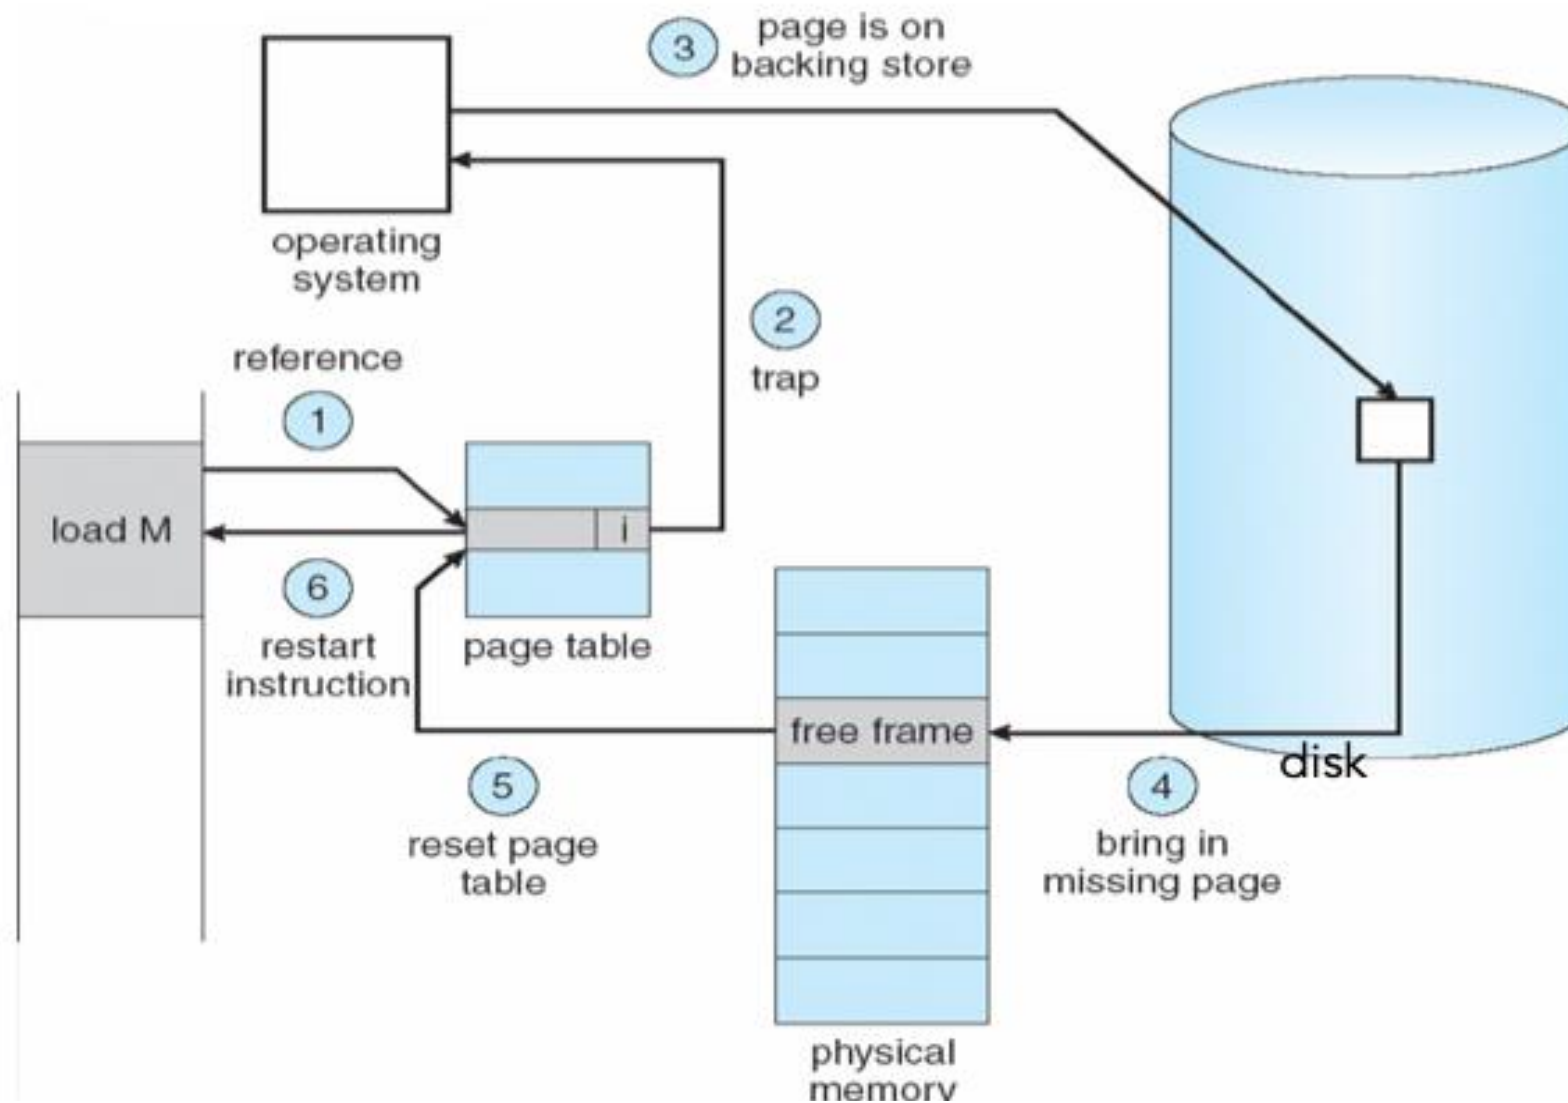 3
page is on
backing store
operating
system
2
trap
reference
1
load M
i
6
restart
instruction
page table
free frame
5
reset page
table
disk
4
bring in
missing page
physical
memory